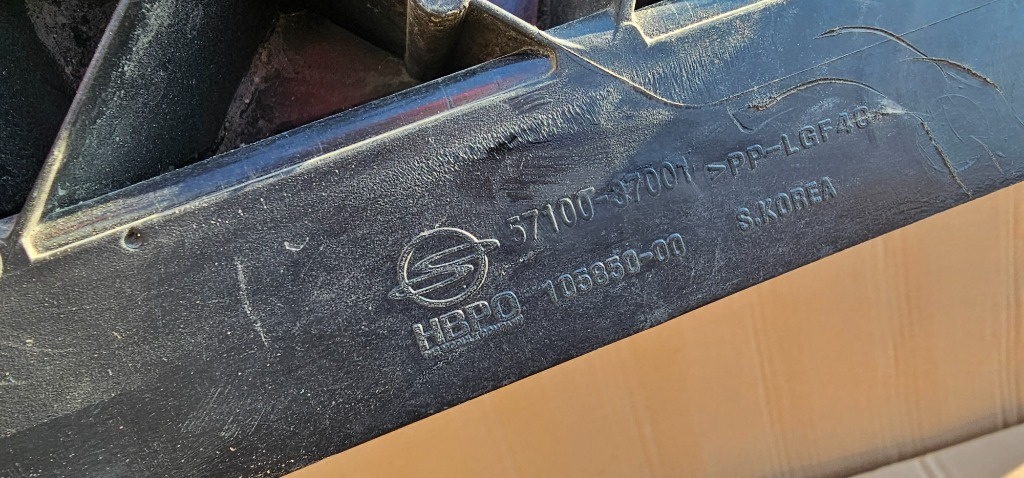 57100-37001 >PP-LGF40<
HBPO 105850-00 S.KOREA